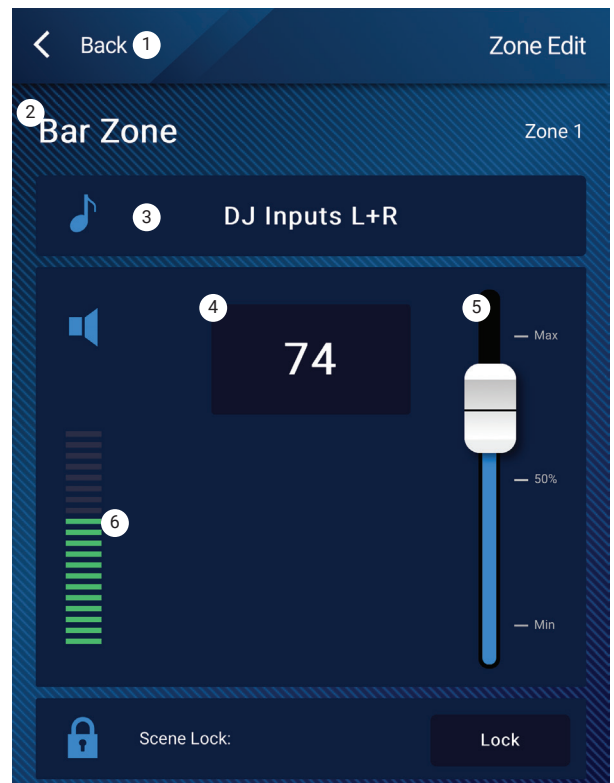 Back 1 Zone Edit
2 Bar Zone Zone 1
3 DJ Inputs L+R
4 74 5
Max
50%
6
Min
Scene Lock: Lock